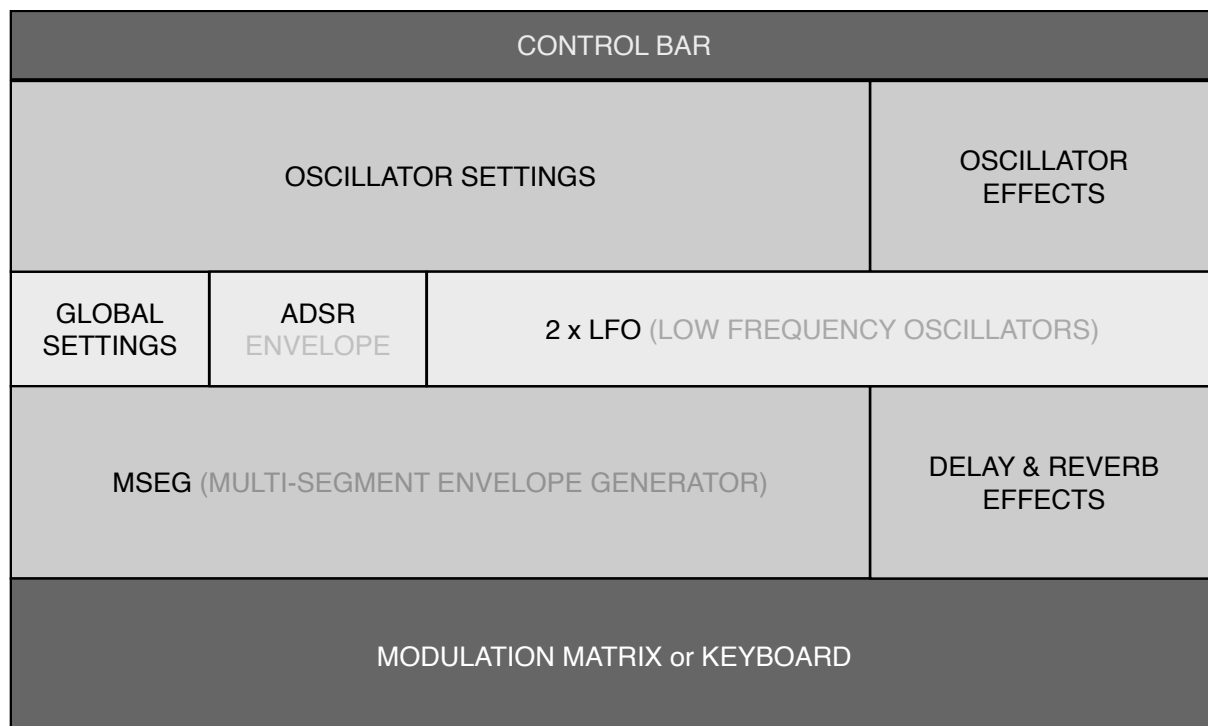 CONTROL BAR
OSCILLATOR SETTINGS
OSCILLATOR
EFFECTS
GLOBAL
SETTINGS
ADSR
ENVELOPE
2 x LFO (LOW FREQUENCY OSCILLATORS)
MSEG (MULTI-SEGMENT ENVELOPE GENERATOR)
DELAY & REVERB
EFFECTS
MODULATION MATRIX or KEYBOARD